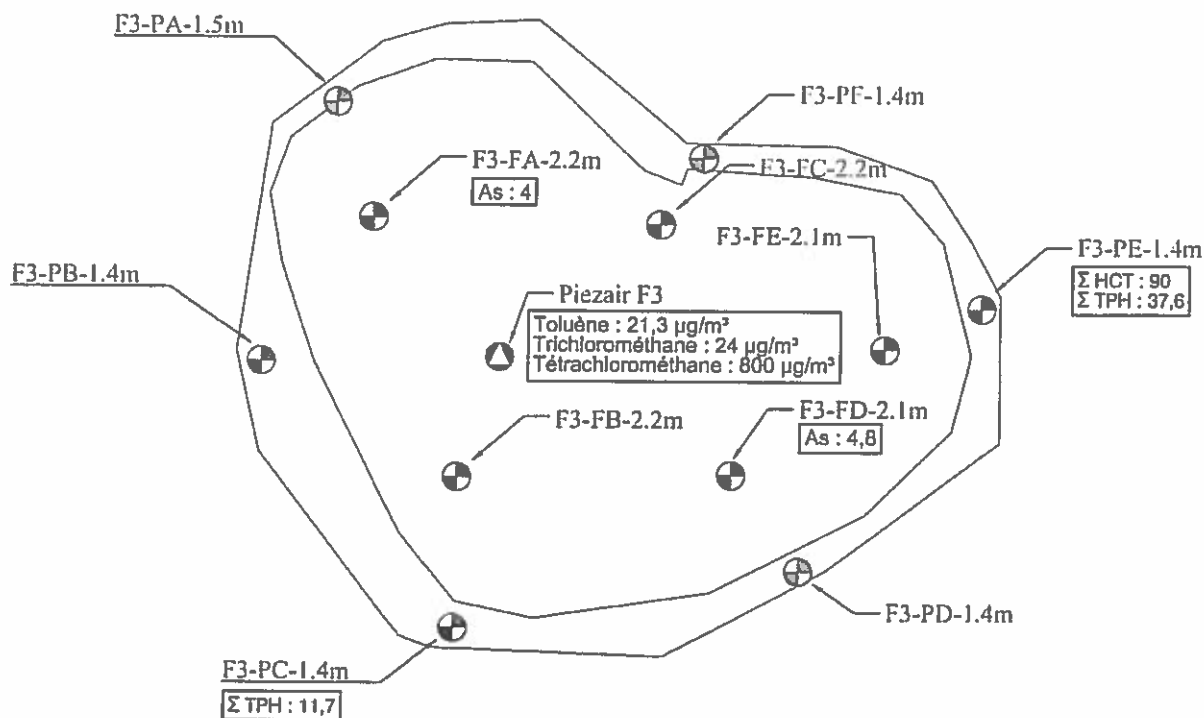 F3-PA-1.5m
F3-PF-1.4m
F3-FA-2.2m
As : 4
F3-FC-2.2m
F3-FE-2.1m
F3-PE-1.4m
Σ HCT : 90
Σ TPH : 37,6
F3-PB-1.4m
Piezair F3
Toluène : 21,3 µg/m³
Trichlorométhane : 24 µg/m³
Tétrachlorométhane : 800 µg/m³
F3-FB-2.2m
F3-FD-2.1m
As : 4,8
F3-PD-1.4m
F3-PC-1.4m
Σ TPH : 11,7